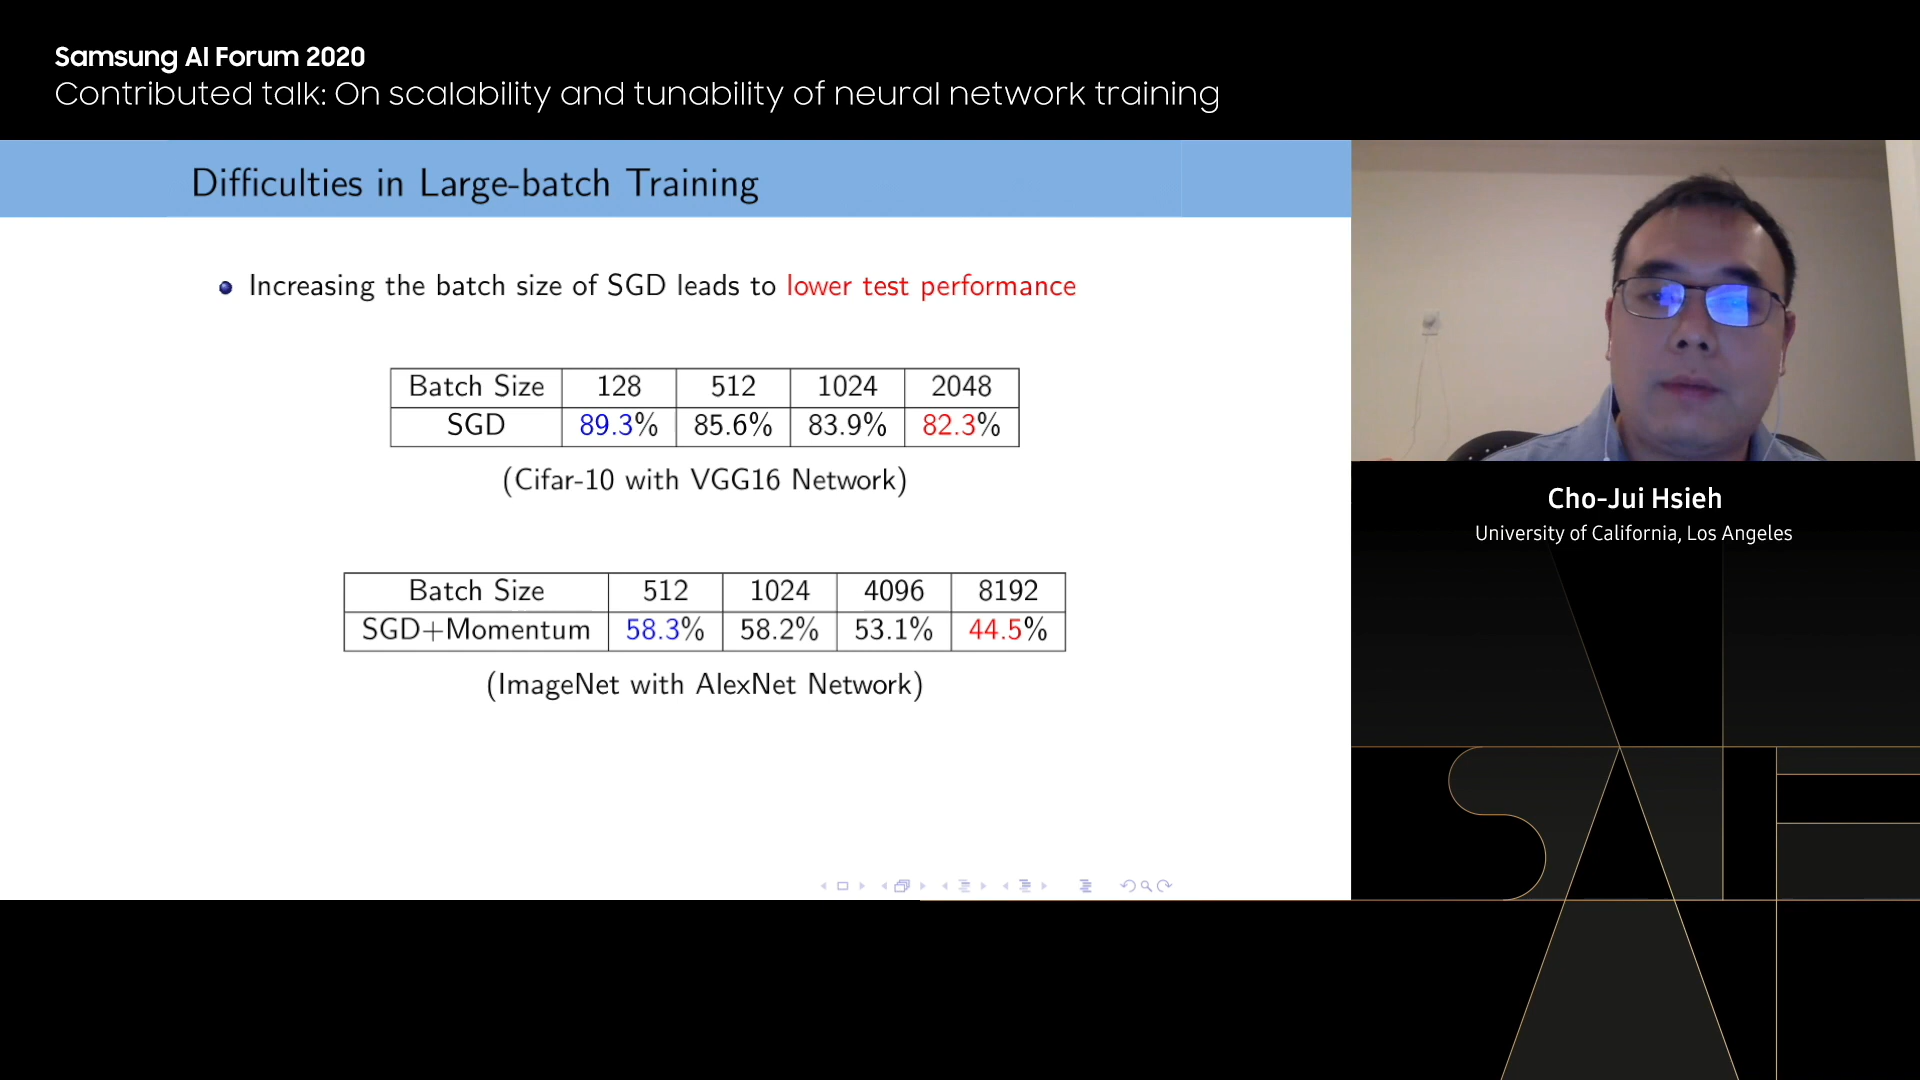 Samsung AI Forum 2020
Contributed talk: On scalability and tunability of neural network training
Difficulties in Large-batch Training
Increasing the batch size of SGD leads to lower test performance
Batch Size 128 512 1024 2048
SGD 89.3% 85.6% 83.9% 82.3%
(Cifar-10 with VGG16 Network)
Batch Size 512 1024 4096 8192
SGD+Momentum 58.3% 58.2% 53.1% 44.5%
(ImageNet with AlexNet Network)
Cho-Jui Hsieh
University of California, Los Angeles